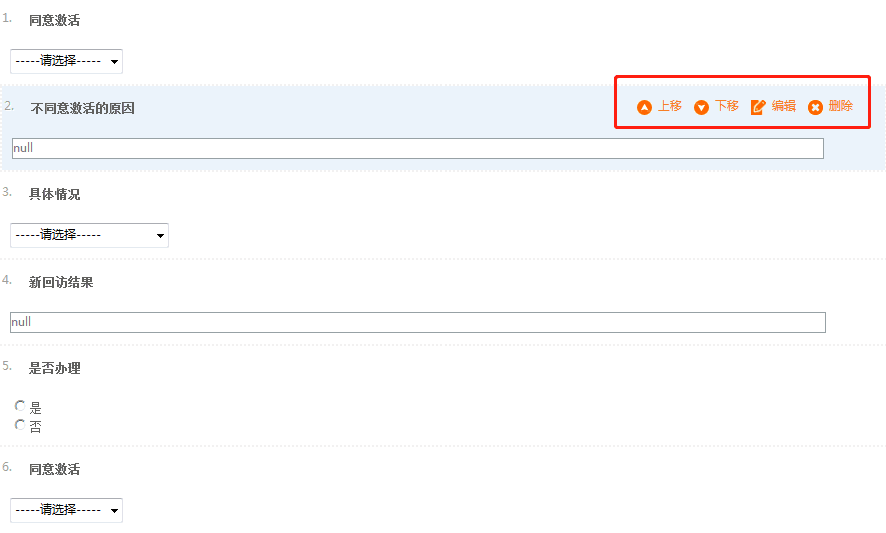 1. 同意激活
-----请选择-----
2. 不同意激活的原因
上移 下移 编辑 删除
null
3. 具体情况
-----请选择-----
4. 新回访结果
null
5. 是否办理
是
否
6. 同意激活
-----请选择-----